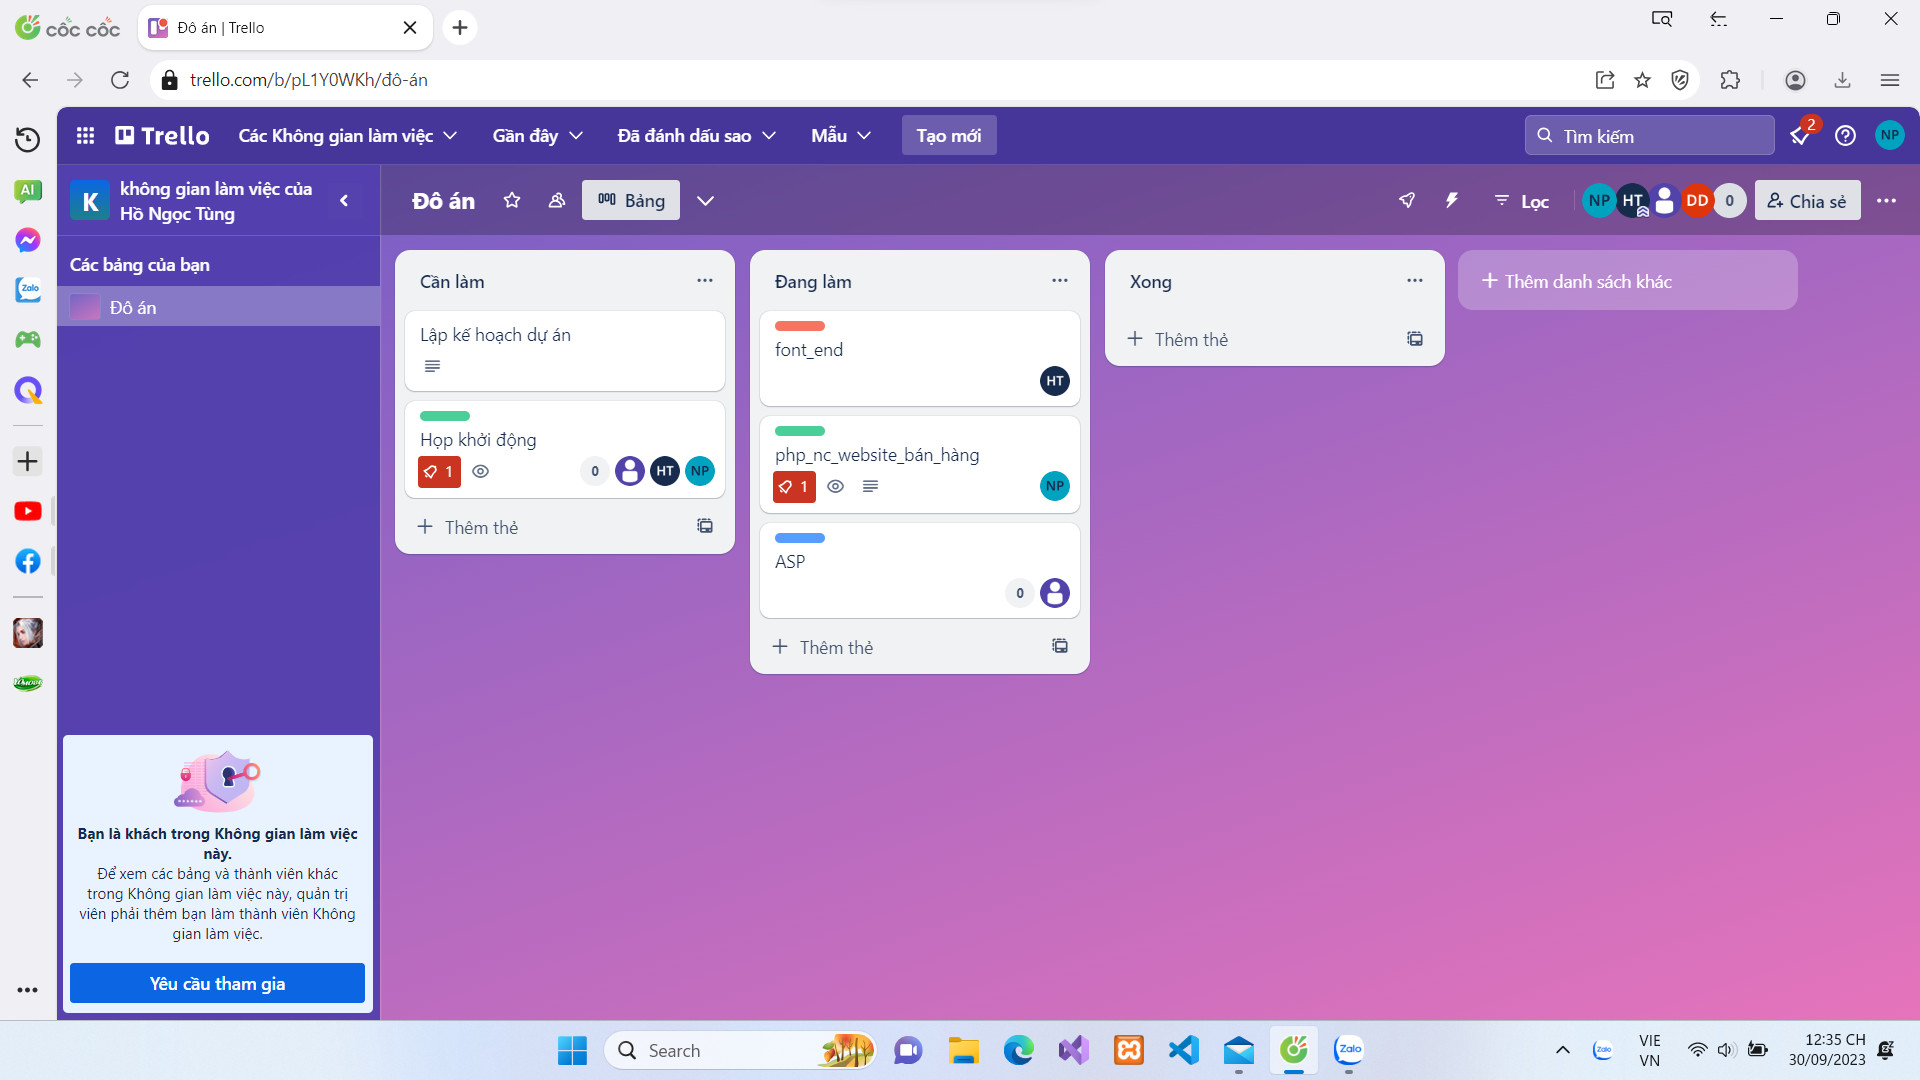 cốc cốc
Đồ án | Trello
trello.com/b/pL1Y0WKh/đồ-án
Trello
Các Không gian làm việc
Gần đây
Đã đánh dấu sao
Mẫu
Tạo mới
Tìm kiếm
2
NP
K
không gian làm việc của
Hồ Ngọc Tùng
Đồ án
Bảng
Lọc
NP
HT
DD
0
Chia sẻ
Các bảng của bạn
Đồ án
Cần làm
Lập kế hoạch dự án
Họp khởi động
1
0
HT
NP
Thêm thẻ
Đang làm
font_end
HT
php_nc_website_bán_hàng
1
NP
ASP
0
Thêm thẻ
Xong
Thêm thẻ
Thêm danh sách khác
Bạn là khách trong Không gian làm việc
này.
Để xem các bảng và thành viên khác
trong Không gian làm việc này, quản trị
viên phải thêm bạn làm thành viên Không
gian làm việc.
Yêu cầu tham gia
AI
Zalo
Search
Zalo
Zalo
VIE
VN
12:35 CH
30/09/2023